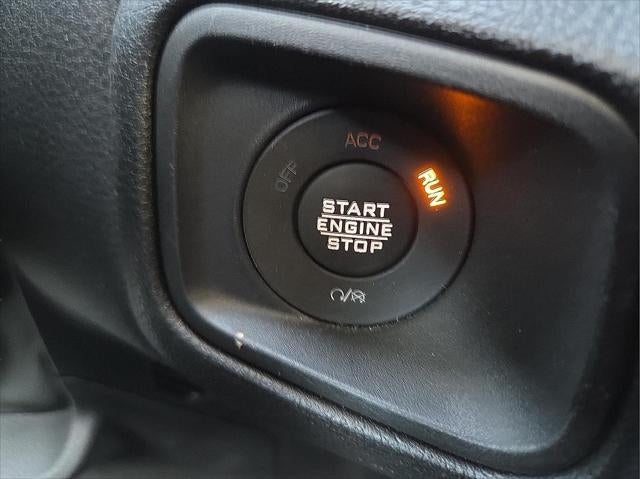 ACC
OFF
RUN
START
ENGINE
STOP